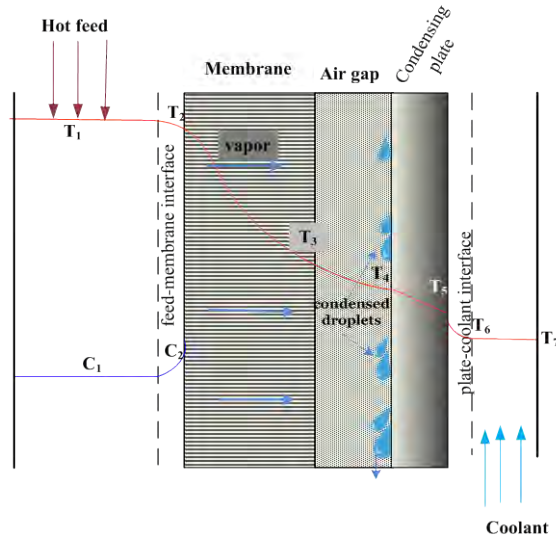 Hot feed
Membrane
Air gap
Condensing
plate
T1
T2
vapor
feed-membrane interface
T3
T4
T5
condensed
droplets
plate-coolant interface
T6
T7
C2
C1
Coolant